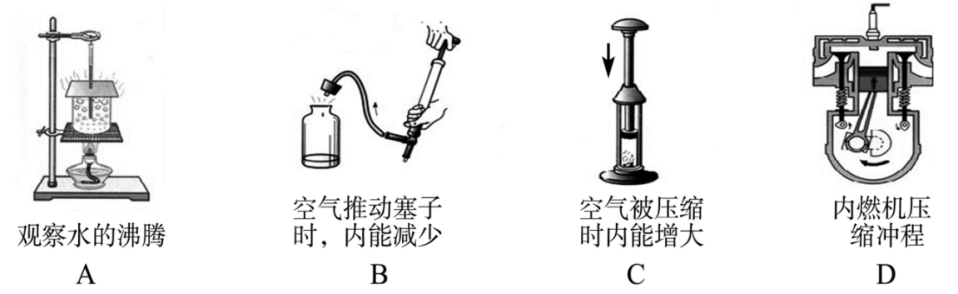 观察水的沸腾
A
空气推动塞子
时，内能减少
B
空气被压缩
时内能增大
C
内燃机压
缩冲程
D